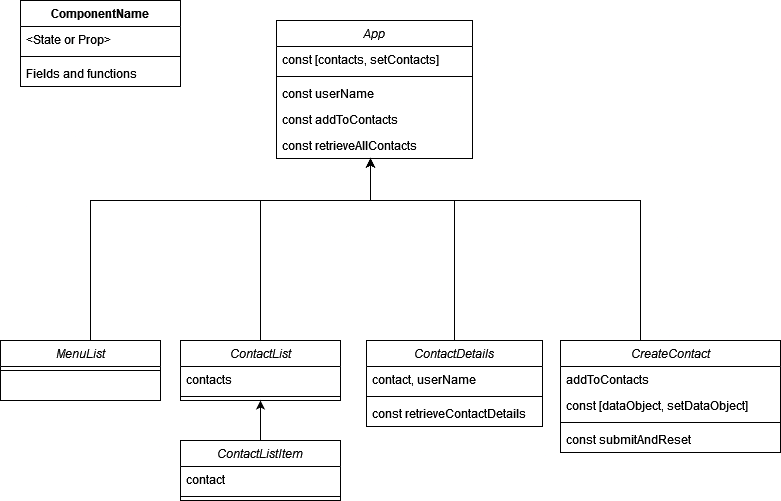 ComponentName
<State or Prop>
Fields and functions
App
const [contacts, setContacts]
const userName
const addToContacts
const retrieveAllContacts
MenuList
ContactList
contacts
ContactDetails
contact, userName
const retrieveContactDetails
CreateContact
addToContacts
const [dataObject, setDataObject]
const submitAndReset
ContactListItem
contact